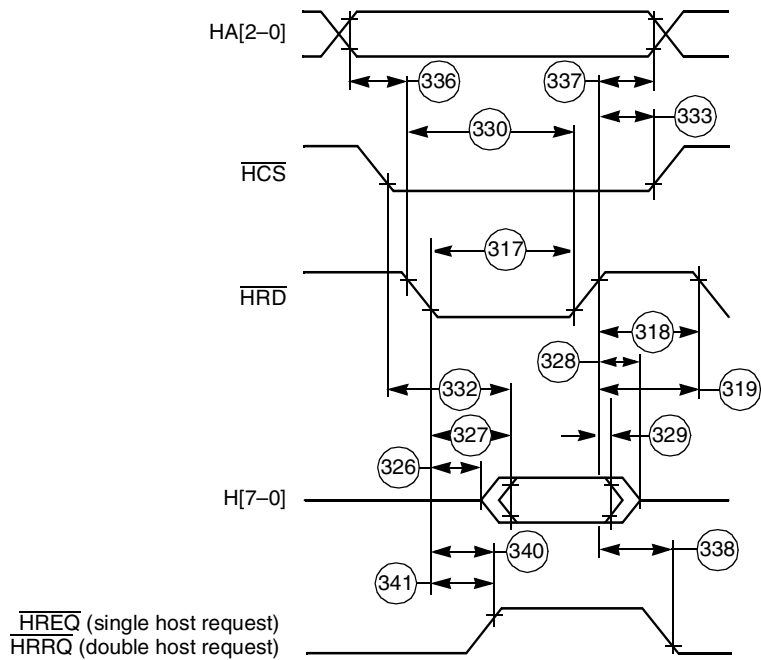 HA[2–0]
336
337
333
330
HCS
317
HRD
318
328
332
319
327
329
326
H[7–0]
340
338
341
HREQ (single host request)
HRRQ (double host request)